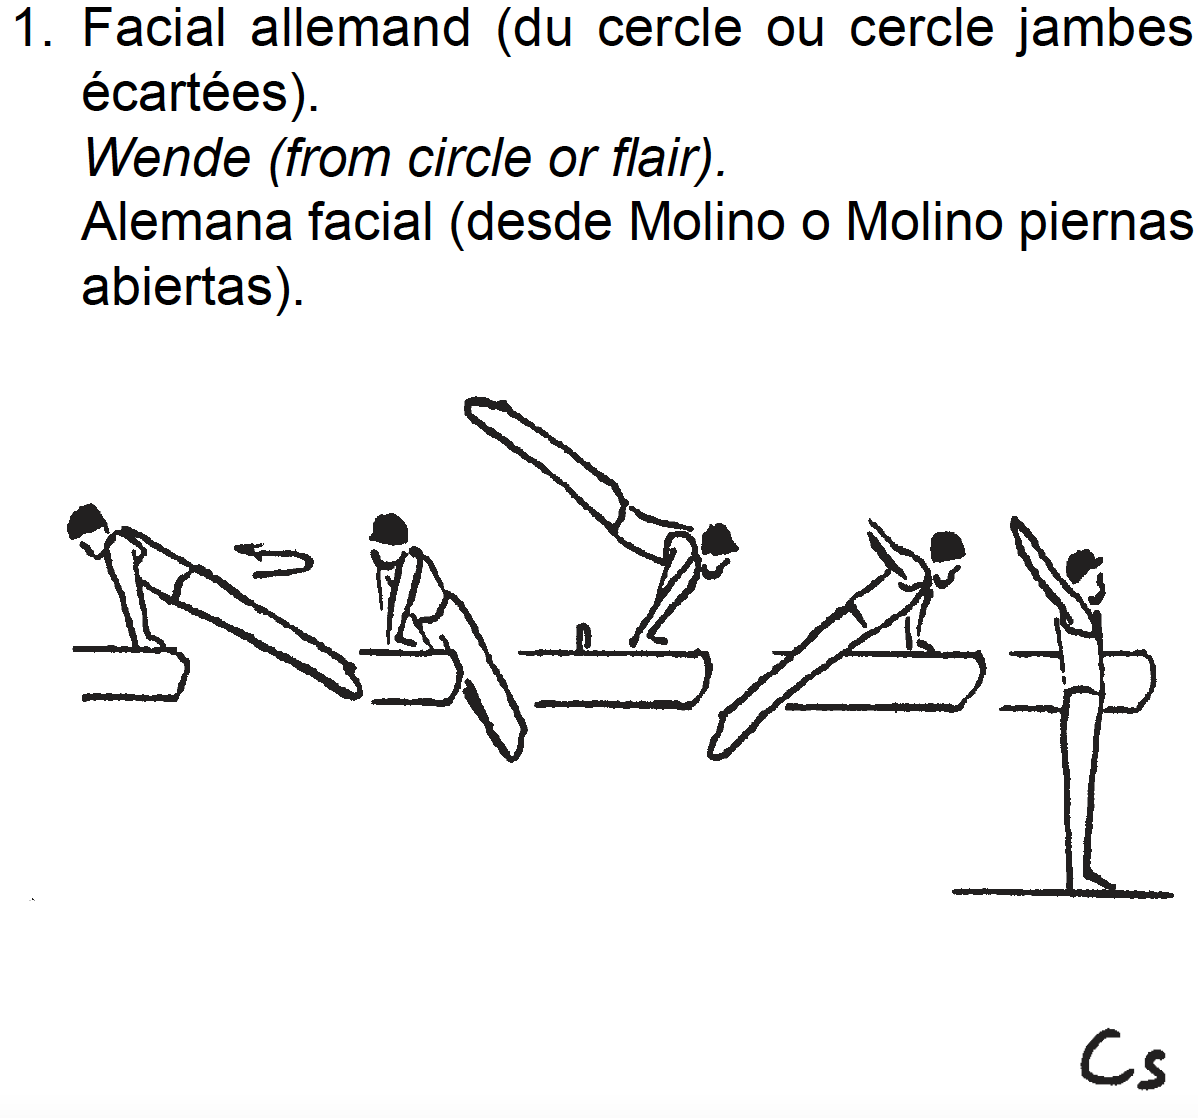 1. Facial allemand (du cercle ou cercle jambes
écartées).
Wende (from circle or flair).
Alemana facial (desde Molino o Molino piernas
abiertas).
Cs